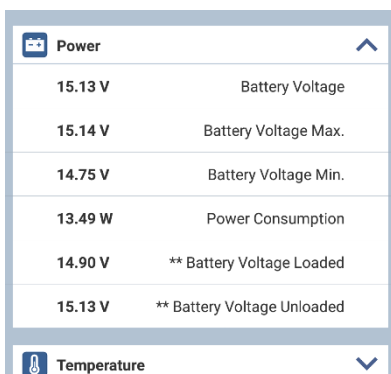 Power
15.13 V Battery Voltage
15.14 V Battery Voltage Max.
14.75 V Battery Voltage Min.
13.49 W Power Consumption
14.90 V ** Battery Voltage Loaded
15.13 V ** Battery Voltage Unloaded
Temperature